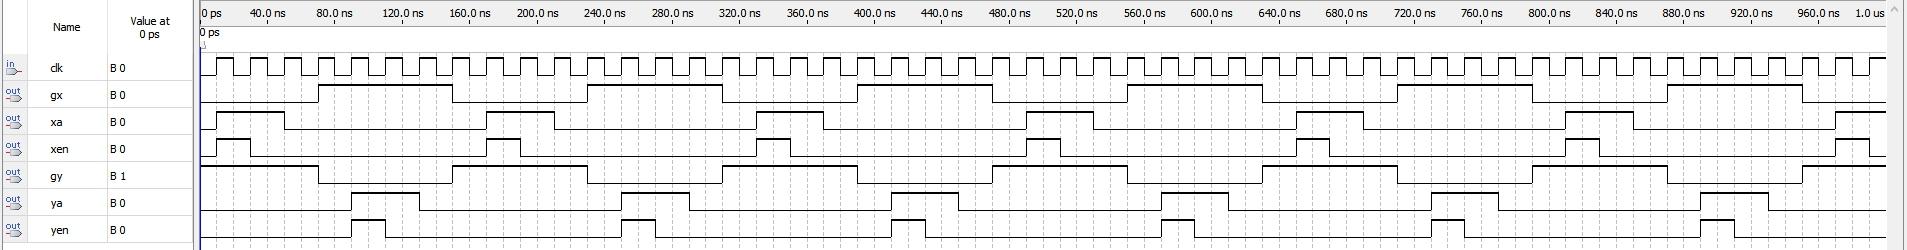 Name Value at 0 ps 40.0 ns 80.0 ns 120.0 ns 160.0 ns 200.0 ns 240.0 ns 280.0 ns 320.0 ns 360.0 ns 400.0 ns 440.0 ns 480.0 ns 520.0 ns 560.0 ns 600.0 ns 640.0 ns 680.0 ns 720.0 ns 760.0 ns 800.0 ns 840.0 ns 880.0 ns 920.0 ns 960.0 ns 1.0 us
0 ps 0 ps
in clk B 0
out gx B 0
out xa B 0
out xen B 0
out gy B 1
out ya B 0
out yen B 0